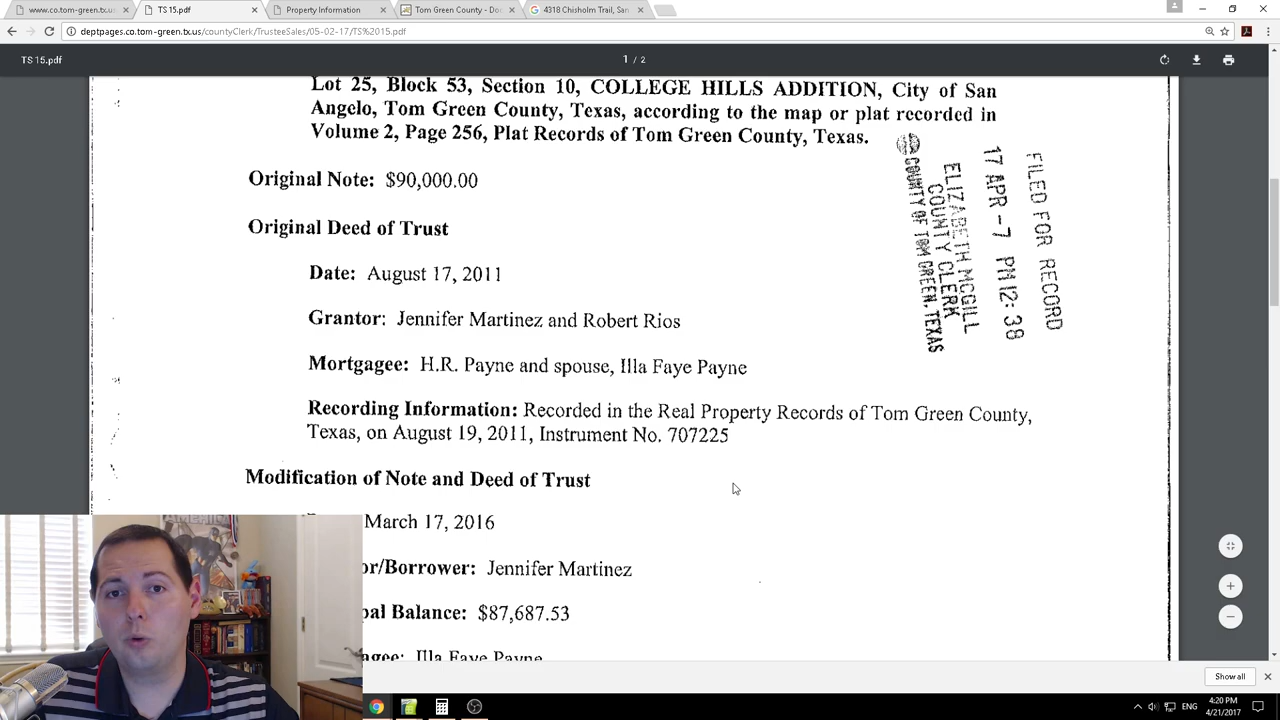 www.co.tom-green.tx.us/
TS 15.pdf
Property Information
Tom Green County - Doc
4318 Chisholm Trail, San
deptpages.co.tom-green.tx.us/countyClerk/TrusteeSales/05-02-17/TS%2015.pdf
TS 15.pdf
1 / 2
Lot 25, Block 53, Section 10, COLLEGE HILLS ADDITION, City of San
Angelo, Tom Green County, Texas, according to the map or plat recorded in
Volume 2, Page 256, Plat Records of Tom Green County, Texas.
Original Note: $90,000.00
Original Deed of Trust
Date: August 17, 2011
Grantor: Jennifer Martinez and Robert Rios
Mortgagee: H.R. Payne and spouse, Illa Faye Payne
Recording Information: Recorded in the Real Property Records of Tom Green County,
Texas, on August 19, 2011, Instrument No. 707225
FILED FOR RECORD
17 APR -7 PM 12:38
ELIZABETH MCGILL
COUNTY CLERK
COUNTY OF TOM GREEN, TEXAS
Modification of Note and Deed of Trust
March 17, 2016
or/Borrower: Jennifer Martinez
pal Balance: $87,687.53
agee: Illa Faye Payne
AMERICA
Show all
ENG
4:20 PM
4/21/2017